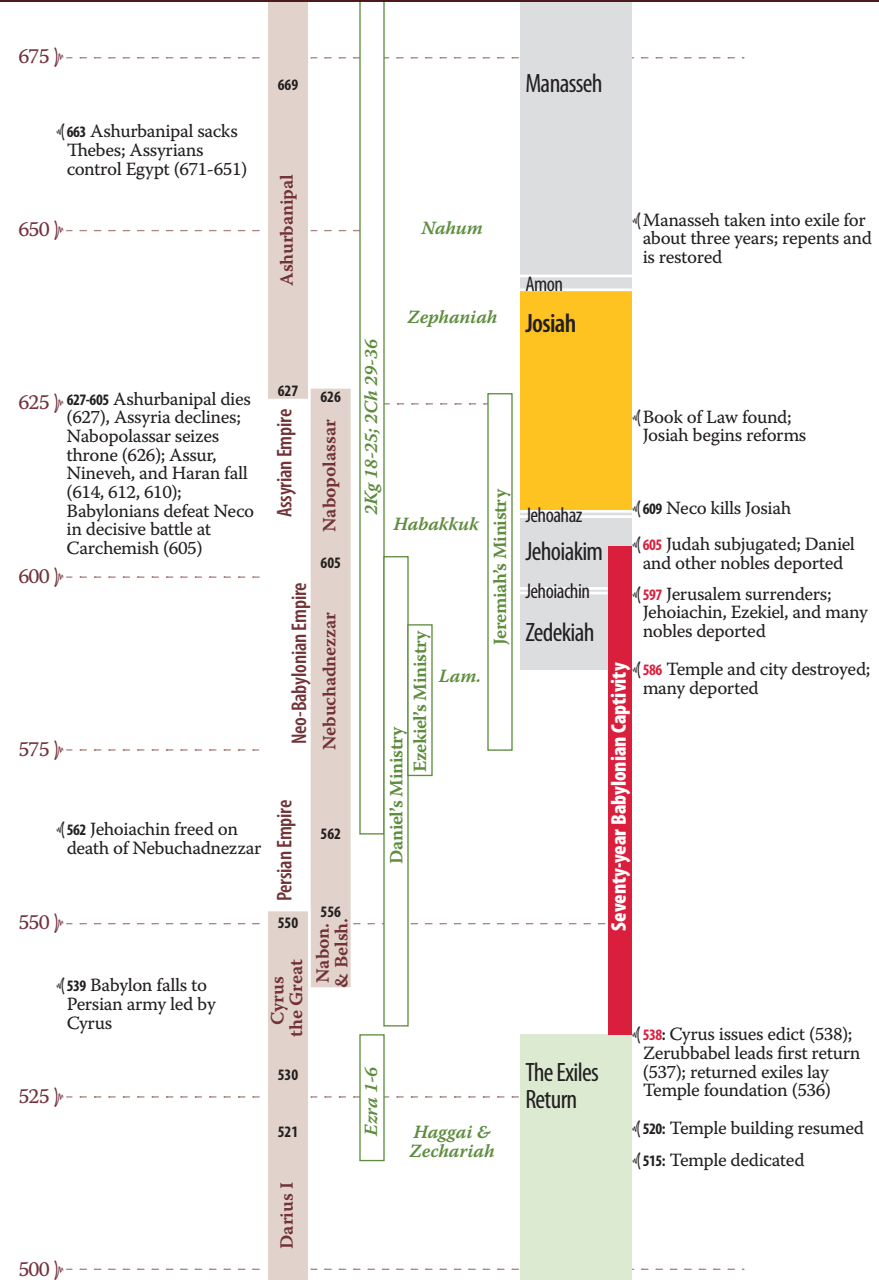 675
650
625
600
575
550
525
500
663 Ashurbanipal sacks
Thebes; Assyrians
control Egypt (671-651)
627-605 Ashurbanipal dies
(627), Assyria declines;
Nabopolassar seizes
throne (626); Assur,
Nineveh, and Haran fall
(614, 612, 610);
Babylonians defeat Neco
in decisive battle at
Carchemish (605)
562 Jehoiachin freed on
death of Nebuchadnezzar
539 Babylon falls to
Persian army led by
Cyrus
669
Ashurbanipal
627
Assyrian Empire
Neo-Babylonian Empire
Persian Empire
550
Cyrus
the Great
530
521
Darius I
626
Nabopolassar
605
Nebuchadnezzar
562
556
Nabon.
& Belsh.
2Kg 18-25; 2Ch 29-36
Daniel's Ministry
Ezekiel's Ministry
Jeremiah's Ministry
Ezra 1-6
Nahum
Zephaniah
Habakkuk
Lam.
Haggai &
Zechariah
Manasseh
Amon
Josiah
Jehoahaz
Jehoiakim
Jehoiachin
Zedekiah
Seventy-year Babylonian Captivity
The Exiles
Return
Manasseh taken into exile for
about three years; repents and
is restored
Book of Law found;
Josiah begins reforms
609 Neco kills Josiah
605 Judah subjugated; Daniel
and other nobles deported
597 Jerusalem surrenders;
Jehoiachin, Ezekiel, and many
nobles deported
586 Temple and city destroyed;
many deported
538: Cyrus issues edict (538);
Zerubbabel leads first return
(537); returned exiles lay
Temple foundation (536)
520: Temple building resumed
515: Temple dedicated